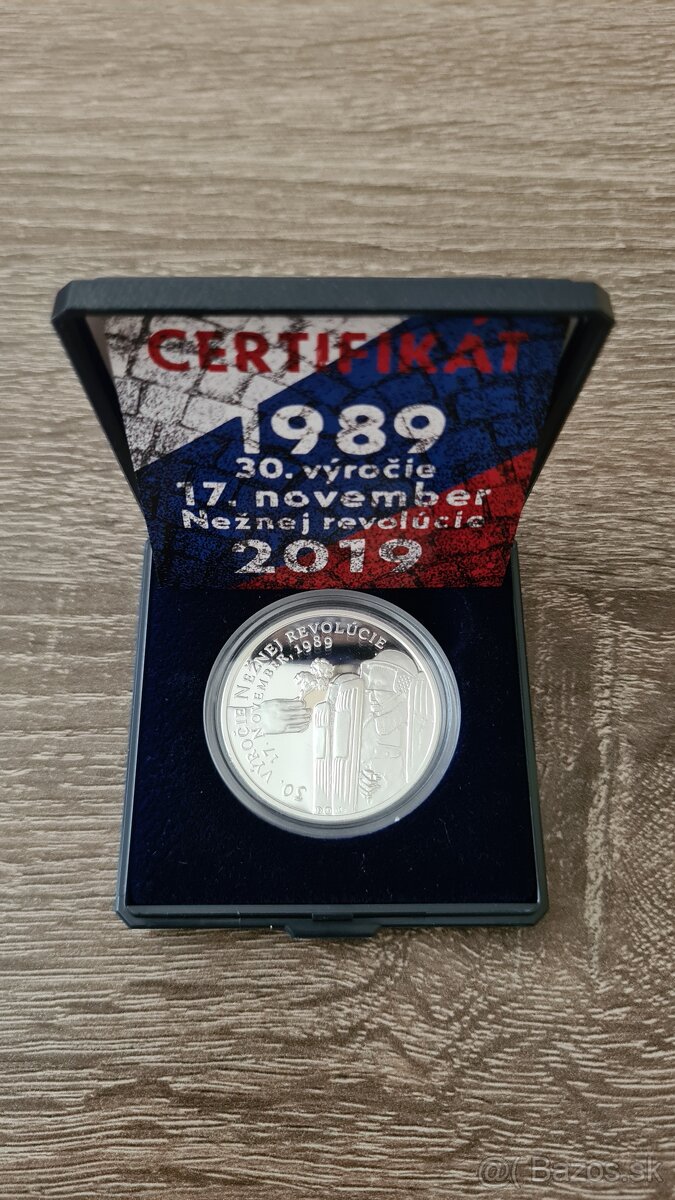 CERTIFIKÁT
1989
30. výročie
17. november
Nežnej revolúcie
2019
30. VÝROČIE NEŽNEJ REVOLÚCIE
17. NOVEMBER, 1989
@( Bazos.sk